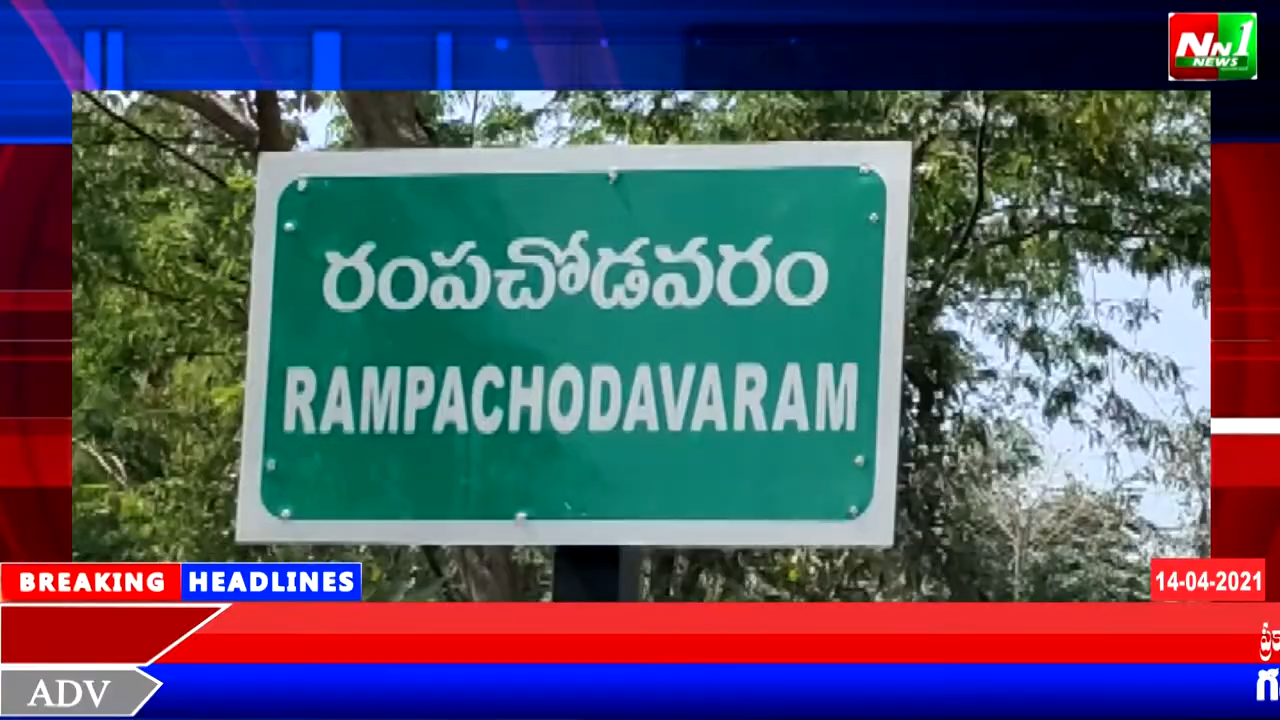 NN1
NEWS
రంపచోడవరం
RAMPACHODAVARAM
BREAKING HEADLINES
14-04-2021
ADV